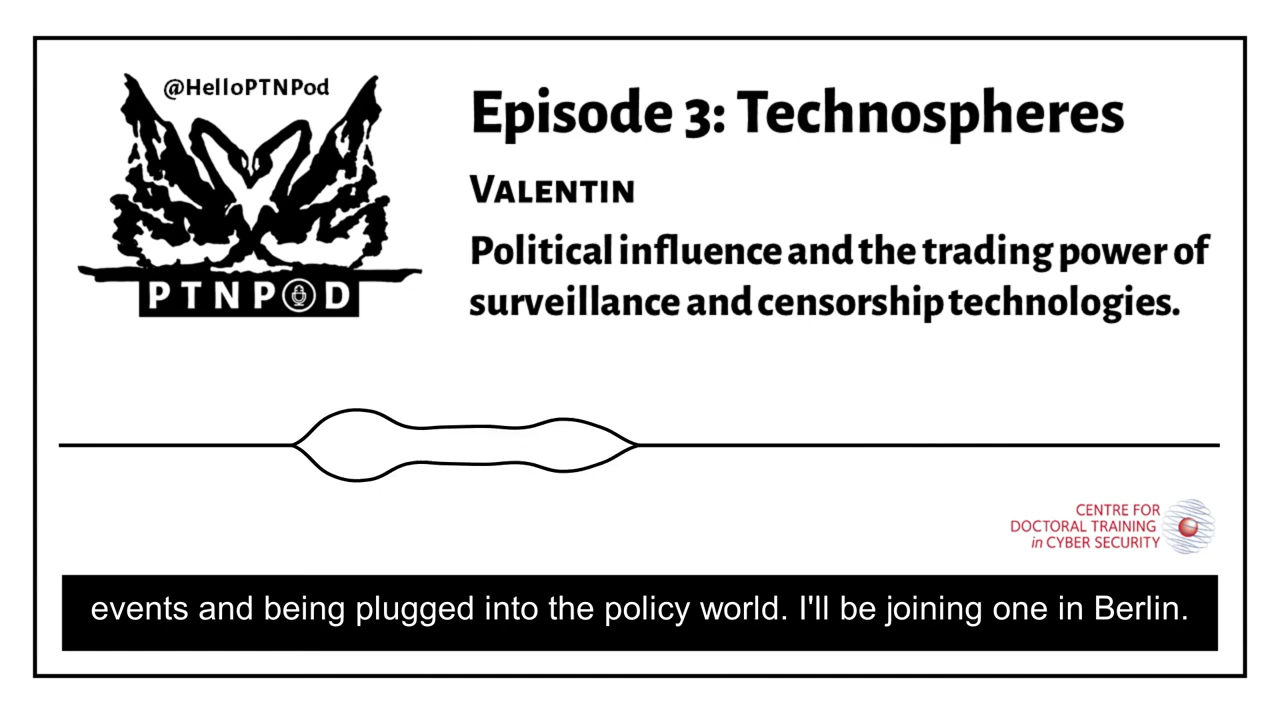 @HelloPTNPod
PTNPOD
Episode 3: Technospheres
VALENTIN
Political influence and the trading power of
surveillance and censorship technologies.
CENTRE FOR
DOCTORAL TRAINING
in CYBER SECURITY
events and being plugged into the policy world. I'll be joining one in Berlin.